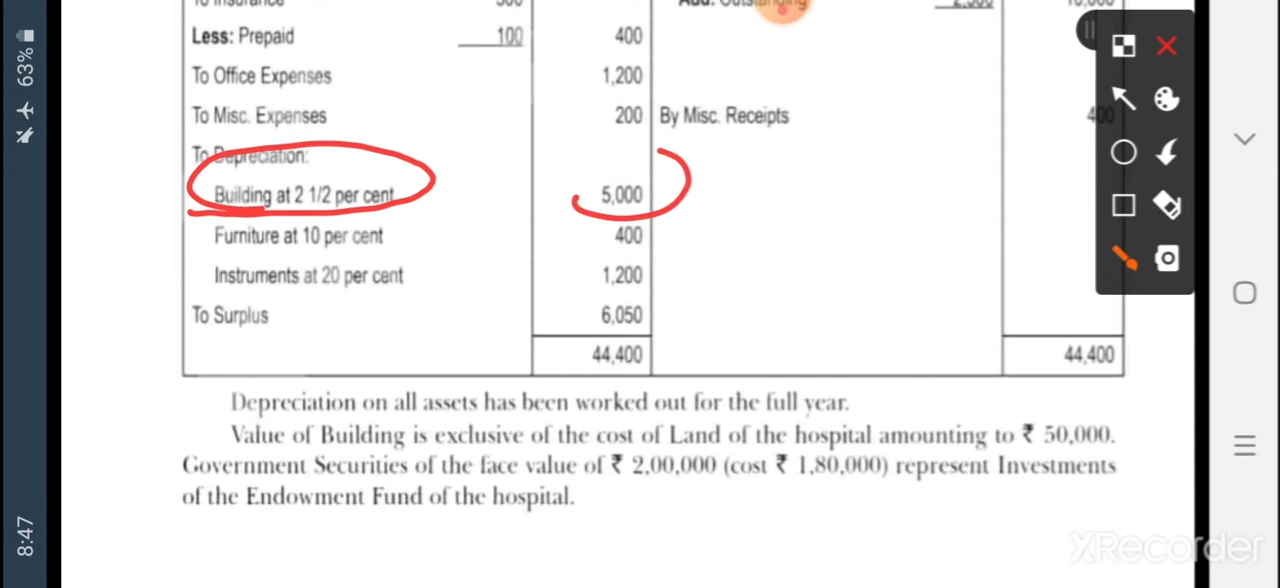 500
Less: Prepaid 100 400
To Office Expenses 1,200
To Misc. Expenses 200 By Misc. Receipts 400
To Depreciation:
Building at 2 1/2 per cent 5,000
Furniture at 10 per cent 400
Instruments at 20 per cent 1,200
To Surplus 6,050
44,400 44,400
Depreciation on all assets has been worked out for the full year.
Value of Building is exclusive of the cost of Land of the hospital amounting to ₹ 50,000.
Government Securities of the face value of ₹ 2,00,000 (cost ₹ 1,80,000) represent Investments
of the Endowment Fund of the hospital.
63%
8:47
XRecorder